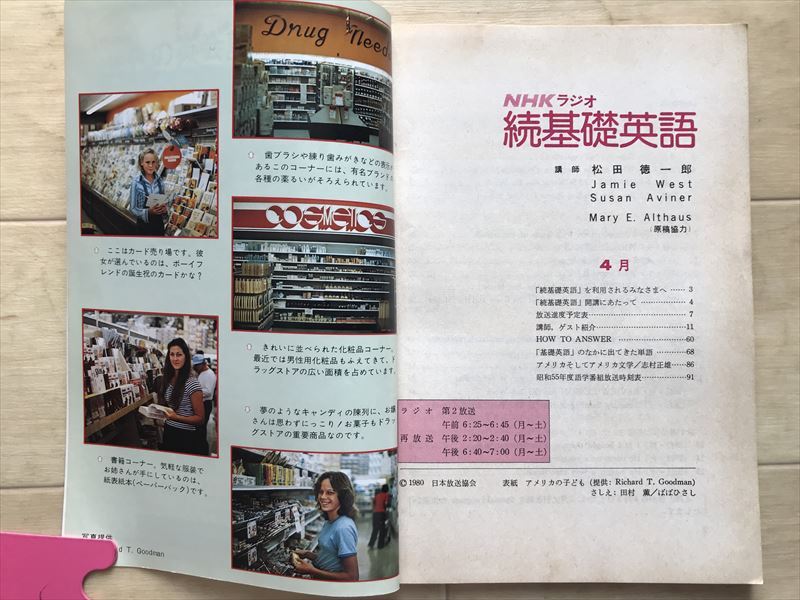 Drug Need
歯ブラシや練り歯みがきなどの表示が
あるこのコーナーには、有名ブランドの
各種の薬るいがそろえられています。
ここはカード売り場です。彼
女が選んでいるのは、ボーイフ
レンドの誕生祝のカードかな？
COSMETICS
きれいに並べられた化粧品コーナー。
最近では男性用化粧品もふえてきて、ド
ラッグストアの広い面積を占めています。
夢のようなキャンディの陳列に、お嬢
さんは思わずにっこり／お菓子もドラッ
グストアの重要商品なのです。
書籍コーナー。気軽な服装で
お姉さんが手にしているのは、
紙表紙本(ペーパーバック)です。
写真提供
d T. Goodman
NHKラジオ
続基礎英語
講師 松田徳一郎
Jamie West
Susan Aviner
Mary E. Althaus
（原稿協力）
4月
「続基礎英語」を利用されるみなさまへ …… 3
「続基礎英語」開講にあたって ……………… 4
放送進度予定表 ……………… 7
講師，ゲスト紹介 ……………… 11
HOW TO ANSWER ……………… 60
「基礎英語」のなかに出てきた単語 ………… 68
アメリカそしてアメリカ文学／志村正雄 …… 86
昭和55年度語学番組放送時刻表 ……… 91
ラジオ 第2放送
午前 6:25～6:45（月～土）
再放送 午後 2:20～2:40（月～土）
午後 6:40～7:00（月～土）
©1980 日本放送協会 表紙 アメリカの子ども (提供: Richard T. Goodman)
さしえ：田村 薫／ばばひさし